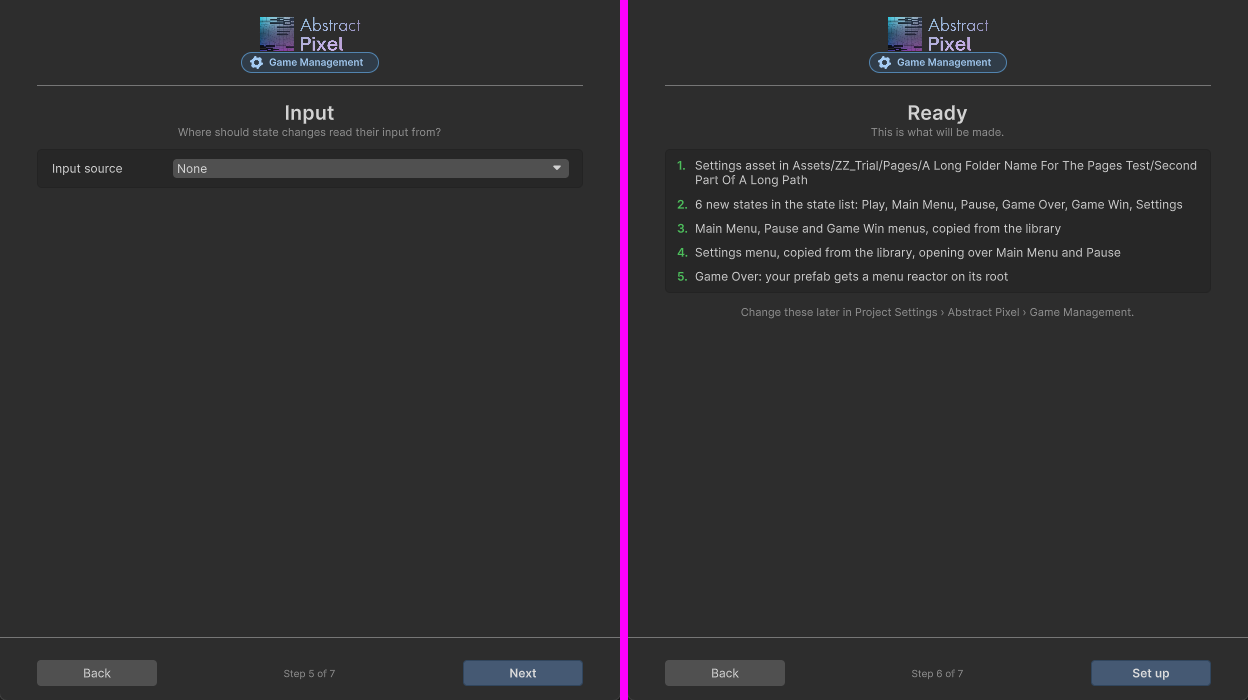 Abstract
Pixel
Game Management
Input
Where should state changes read their input from?
Input source
None
Back
Step 5 of 7
Next
Abstract
Pixel
Game Management
Ready
This is what will be made.
1. Settings asset in Assets/ZZ_Trial/Pages/A Long Folder Name For The Pages Test/Second
Part Of A Long Path
2. 6 new states in the state list: Play, Main Menu, Pause, Game Over, Game Win, Settings
3. Main Menu, Pause and Game Win menus, copied from the library
4. Settings menu, copied from the library, opening over Main Menu and Pause
5. Game Over: your prefab gets a menu reactor on its root
Change these later in Project Settings › Abstract Pixel › Game Management.
Back
Step 6 of 7
Set up